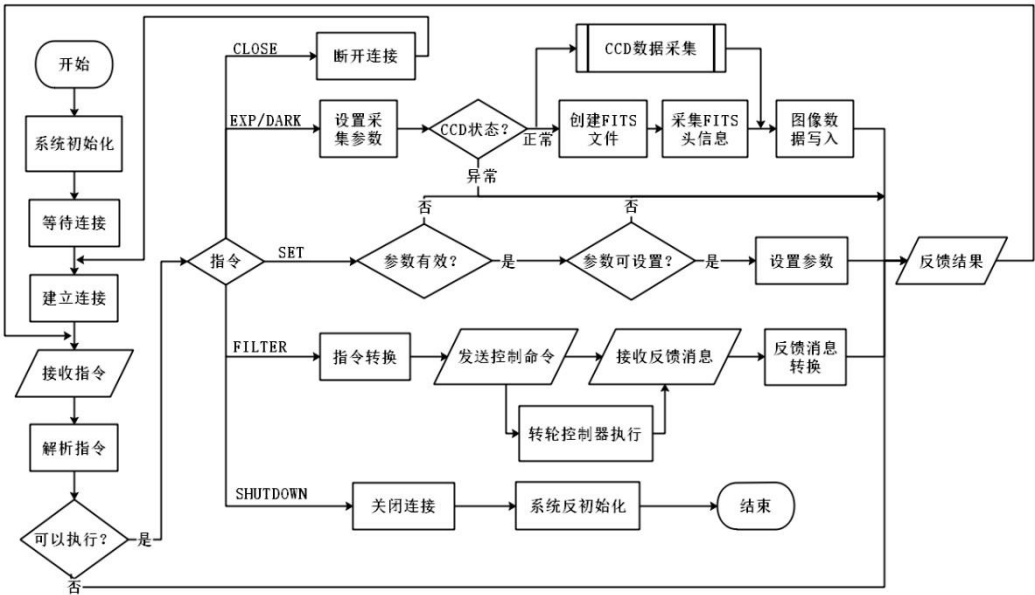 开始
系统初始化
等待连接
建立连接
接收指令
解析指令
可以执行？
是
否
指令
CLOSE
断开连接
EXP/DARK
设置采
集参数
CCD状态？
正常
异常
CCD数据采集
创建FITS
文件
采集FITS
头信息
图像数
据写入
SET
参数有效？
否
是
参数可设置？
否
是
设置参数
反馈结果
FILTER
指令转换
发送控制命令
接收反馈消息
反馈消息
转换
转轮控制器执行
SHUTDOWN
关闭连接
系统反初始化
结束